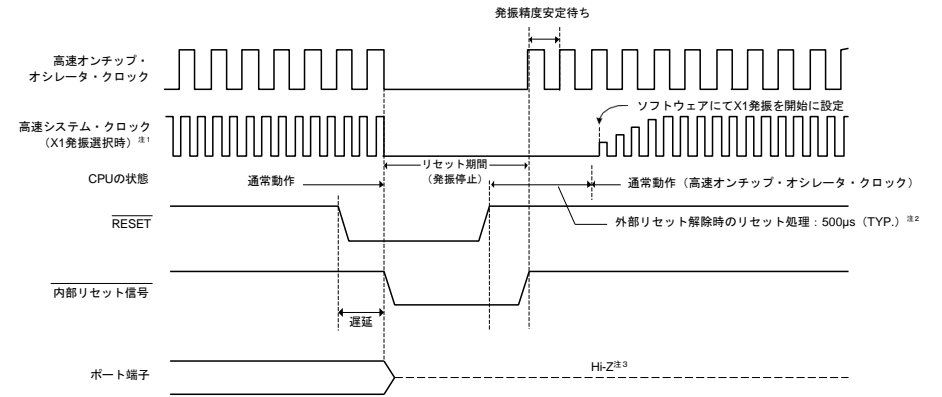 発振精度安定待ち
高速オンチップ・
オシレータ・クロック
ソフトウェアにてX1発振を開始に設定
高速システム・クロック
（X1発振選択時）注1
リセット期間
（発振停止）
CPUの状態
通常動作
通常動作（高速オンチップ・オシレータ・クロック）
RESET
外部リセット解除時のリセット処理：500μs（TYP.）注2
内部リセット信号
遅延
ポート端子
Hi-Z注3